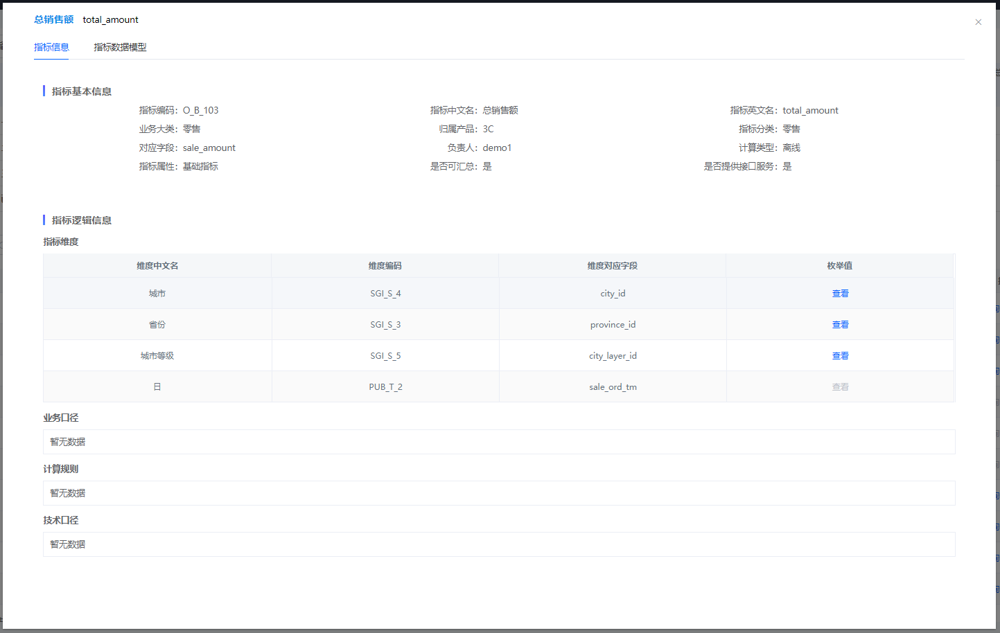 总销售额 total_amount
指标信息 指标数据模型
指标基本信息
指标编码：O_B_103 指标中文名：总销售额 指标英文名：total_amount
业务大类：零售 归属产品：3C 指标分类：零售
对应字段：sale_amount 负责人：demo1 计算类型：离线
指标属性：基础指标 是否可汇总：是 是否提供接口服务：是
指标逻辑信息
指标维度
维度中文名 维度编码 维度对应字段 枚举值
城市 SGI_S_4 city_id 查看
省份 SGI_S_3 province_id 查看
城市等级 SGI_S_5 city_layer_id 查看
日 PUB_T_2 sale_ord_tm 查看
业务口径
暂无数据
计算规则
暂无数据
技术口径
暂无数据